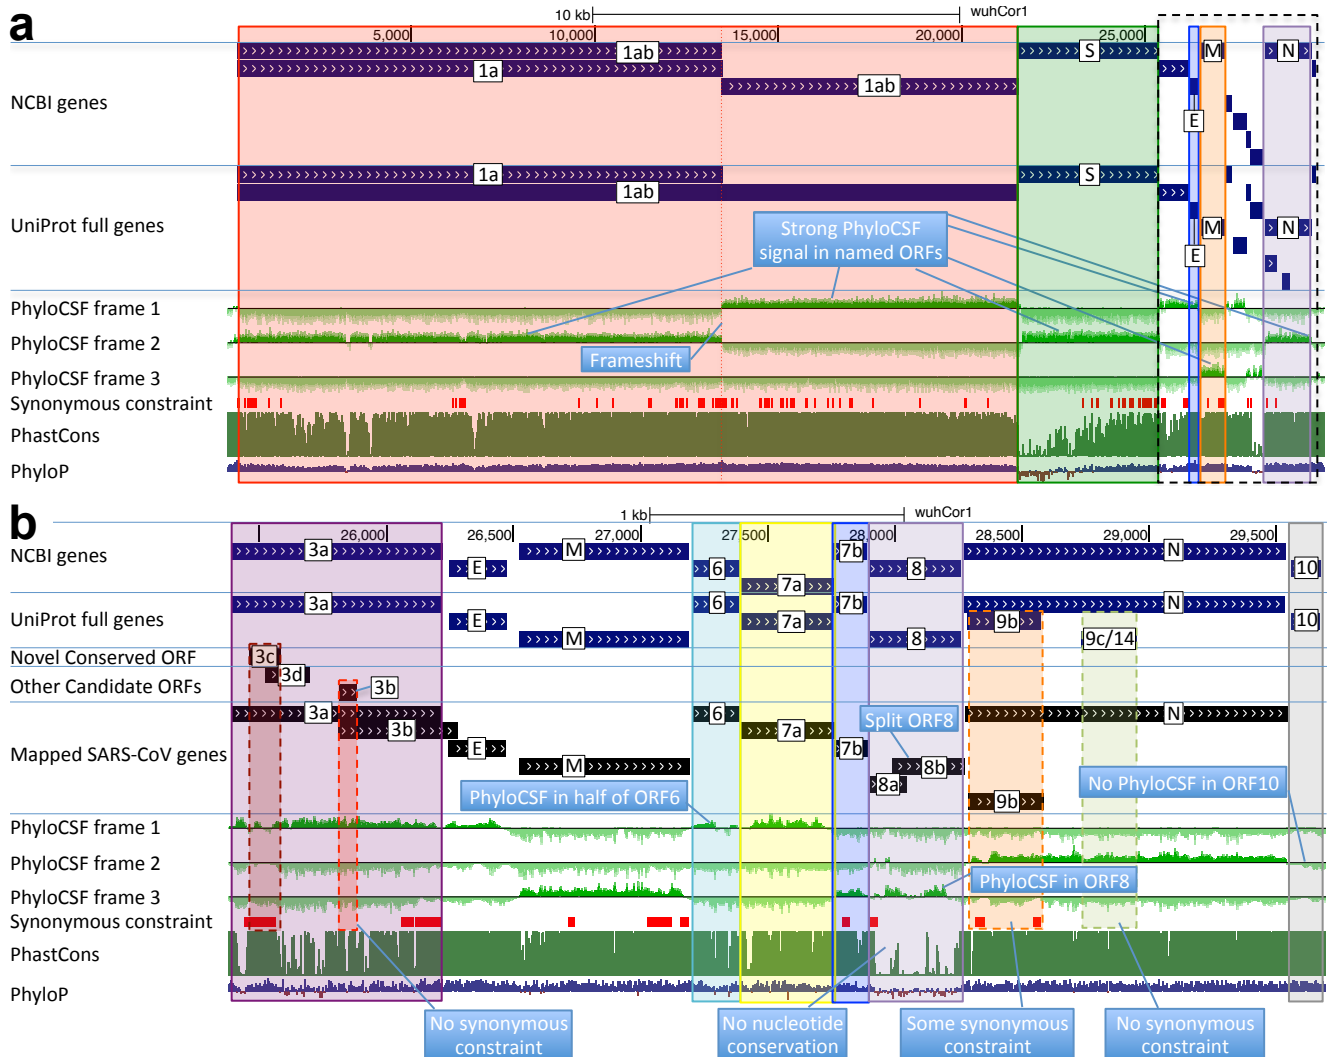 a
10 kb
wuhCor1
5,000 10,000 15,000 20,000 25,000
NCBI genes
1ab S M N
1a
1ab
E
UniProt full genes
1a S
1ab
M N
E
Strong PhyloCSF
signal in named ORFs
PhyloCSF frame 1
Frameshift
PhyloCSF frame 2
PhyloCSF frame 3
Synonymous constraint
PhastCons
PhyloP
b
1 kb
wuhCor1
26,000 26,500 27,000 27,500 28,000 28,500 29,000 29,500
NCBI genes
3a M 7b N
E 6 8 10
7a
UniProt full genes
3a 6 7b N
E 7a 9b 10
M 8 9c/14
Novel Conserved ORF
3c
3d
Other Candidate ORFs
3b
Mapped SARS-CoV genes
3a 6 N
3b 7a
E 7b
M 8b
8a
9b
Split ORF8
PhyloCSF in half of ORF6
No PhyloCSF in ORF10
PhyloCSF frame 1
PhyloCSF frame 2
PhyloCSF in ORF8
PhyloCSF frame 3
Synonymous constraint
PhastCons
PhyloP
No synonymous
constraint
No nucleotide
conservation
Some synonymous
constraint
No synonymous
constraint